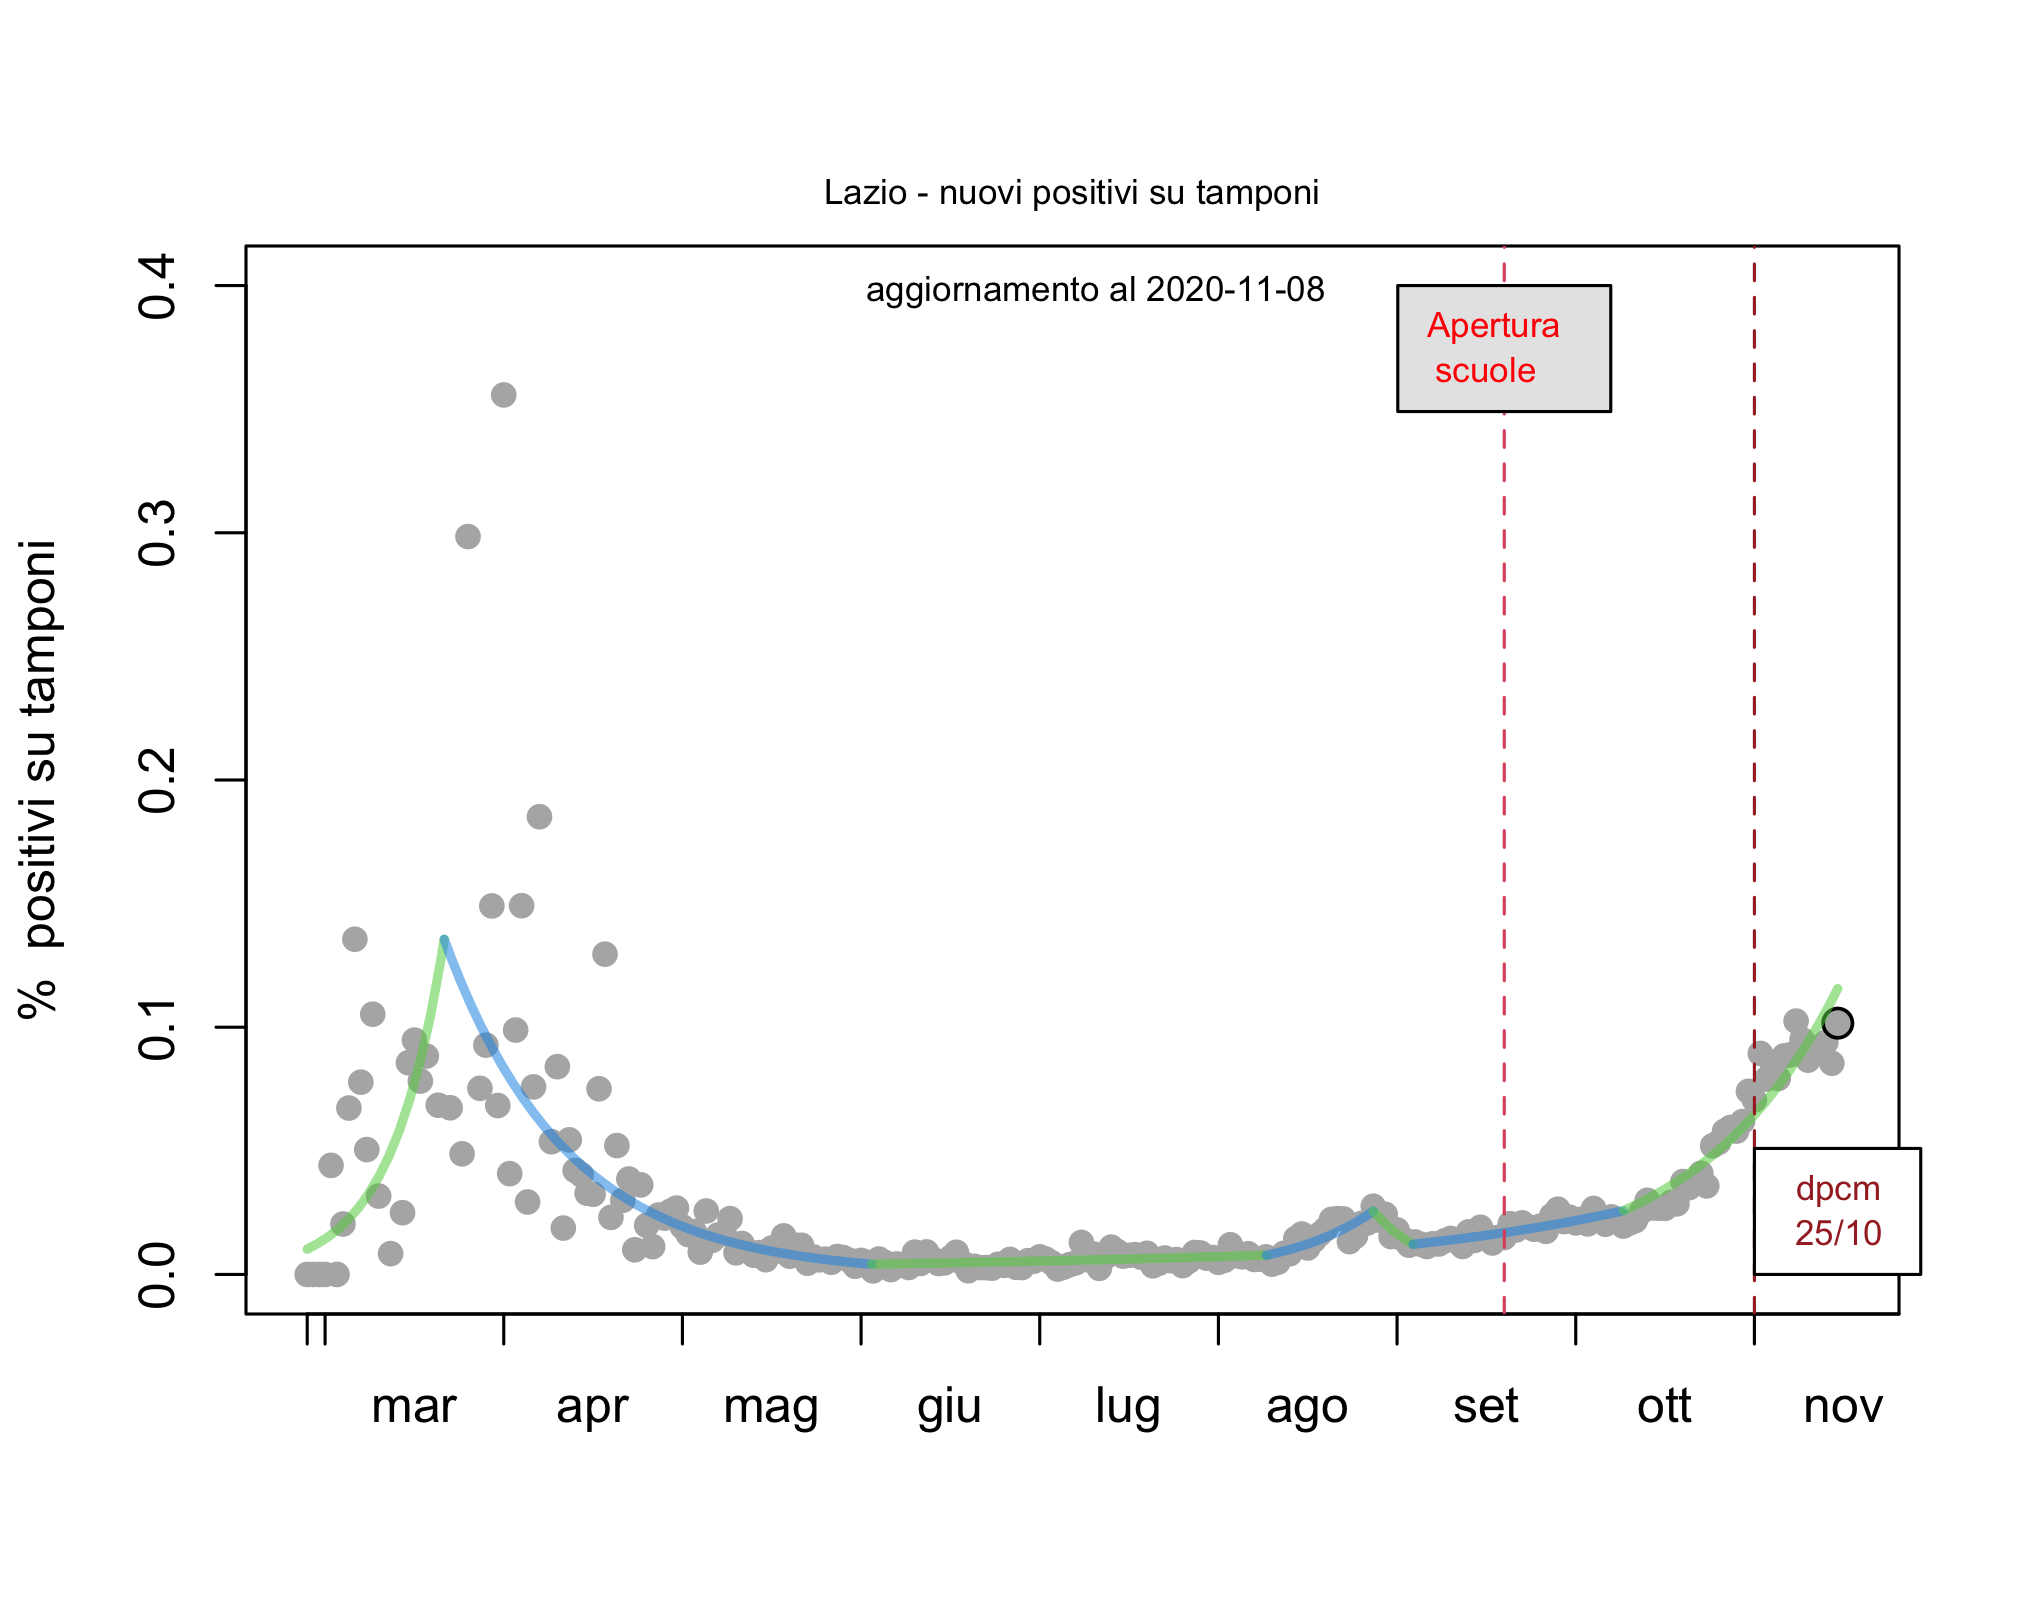 Lazio - nuovi positivi su tamponi
aggiornamento al 2020-11-08
Apertura
scuole
% positivi su tamponi
0.4
0.3
0.2
0.1
0.0
dpcm
25/10
mar apr mag giu lug ago set ott nov